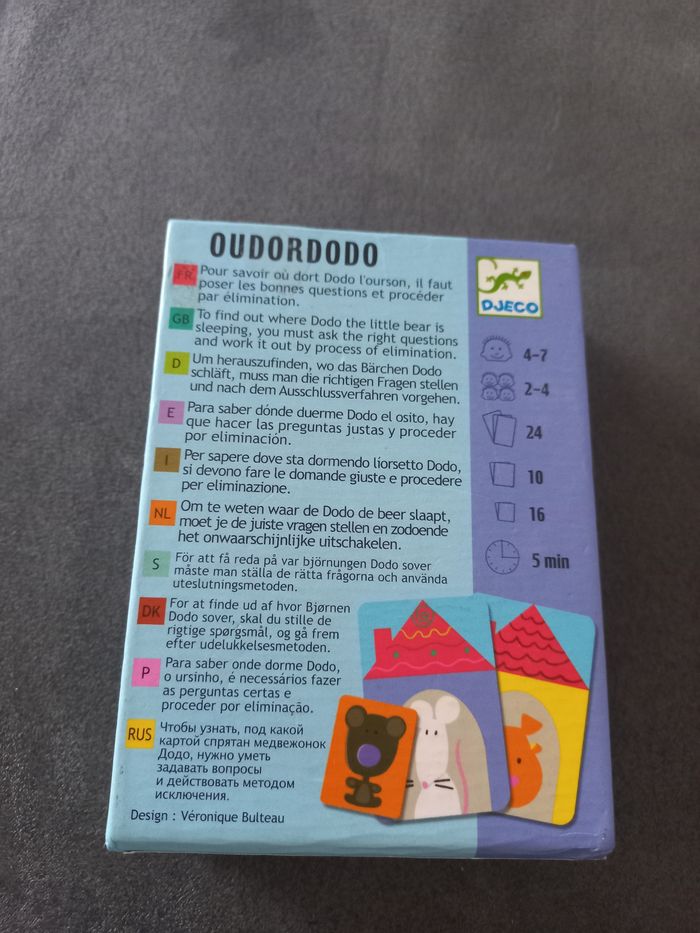 OUDORDODO
FR Pour savoir où dort Dodo l'ourson, il faut
poser les bonnes questions et procéder
par élimination.
GB To find out where Dodo the little bear is
sleeping, you must ask the right questions
and work it out by process of elimination.
D Um herauszufinden, wo das Bärchen Dodo
schläft, muss man die richtigen Fragen stellen
und nach dem Ausschlussverfahren vorgehen.
E Para saber dónde duerme Dodo el osito, hay
que hacer las preguntas justas y proceder
por eliminación.
I Per sapere dove sta dormendo líorsetto Dodo,
si devono fare le domande giuste e procedere
per eliminazione.
NL Om te weten waar de Dodo de beer slaapt,
moet je de juiste vragen stellen en zodoende
het onwaarschijnlijke uitschakelen.
S För att få reda på var björnungen Dodo sover
måste man ställa de rätta frågorna och använda
uteslutningsmetoden.
DK For at finde ud af hvor Bjørnen
Dodo sover, skal du stille de
rigtige spørgsmål, og gå frem
efter udelukkelsesmetoden.
P Para saber onde dorme Dodo,
o ursinho, é necessários fazer
as perguntas certas e
proceder por eliminação.
RUS Чтобы узнать, под какой
картой спрятан медвежонок
Додо, нужно уметь
задавать вопросы
и действовать методом
исключения.
Design : Véronique Bulteau
DJECO
4-7
2-4
24
10
16
5 min